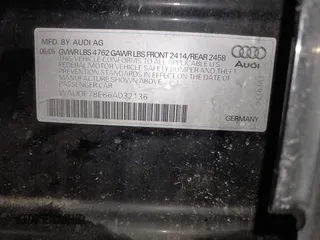 MFD. BY AUDI AG
06/05 GVWR LBS 4762 GAWR LBS FRONT 2414/REAR 2458
THIS VEHICLE CONFORMS TO ALL APPLICABLE
FEDERAL MOTOR VEHICLE SAFETY BUMPER AND THEFT
PREVENTION STANDARDS IN EFFECT ON THE DATE OF
MANUFACTURE SHOWN ABOVE
PASSENGER CAR
GERMANY
Audi